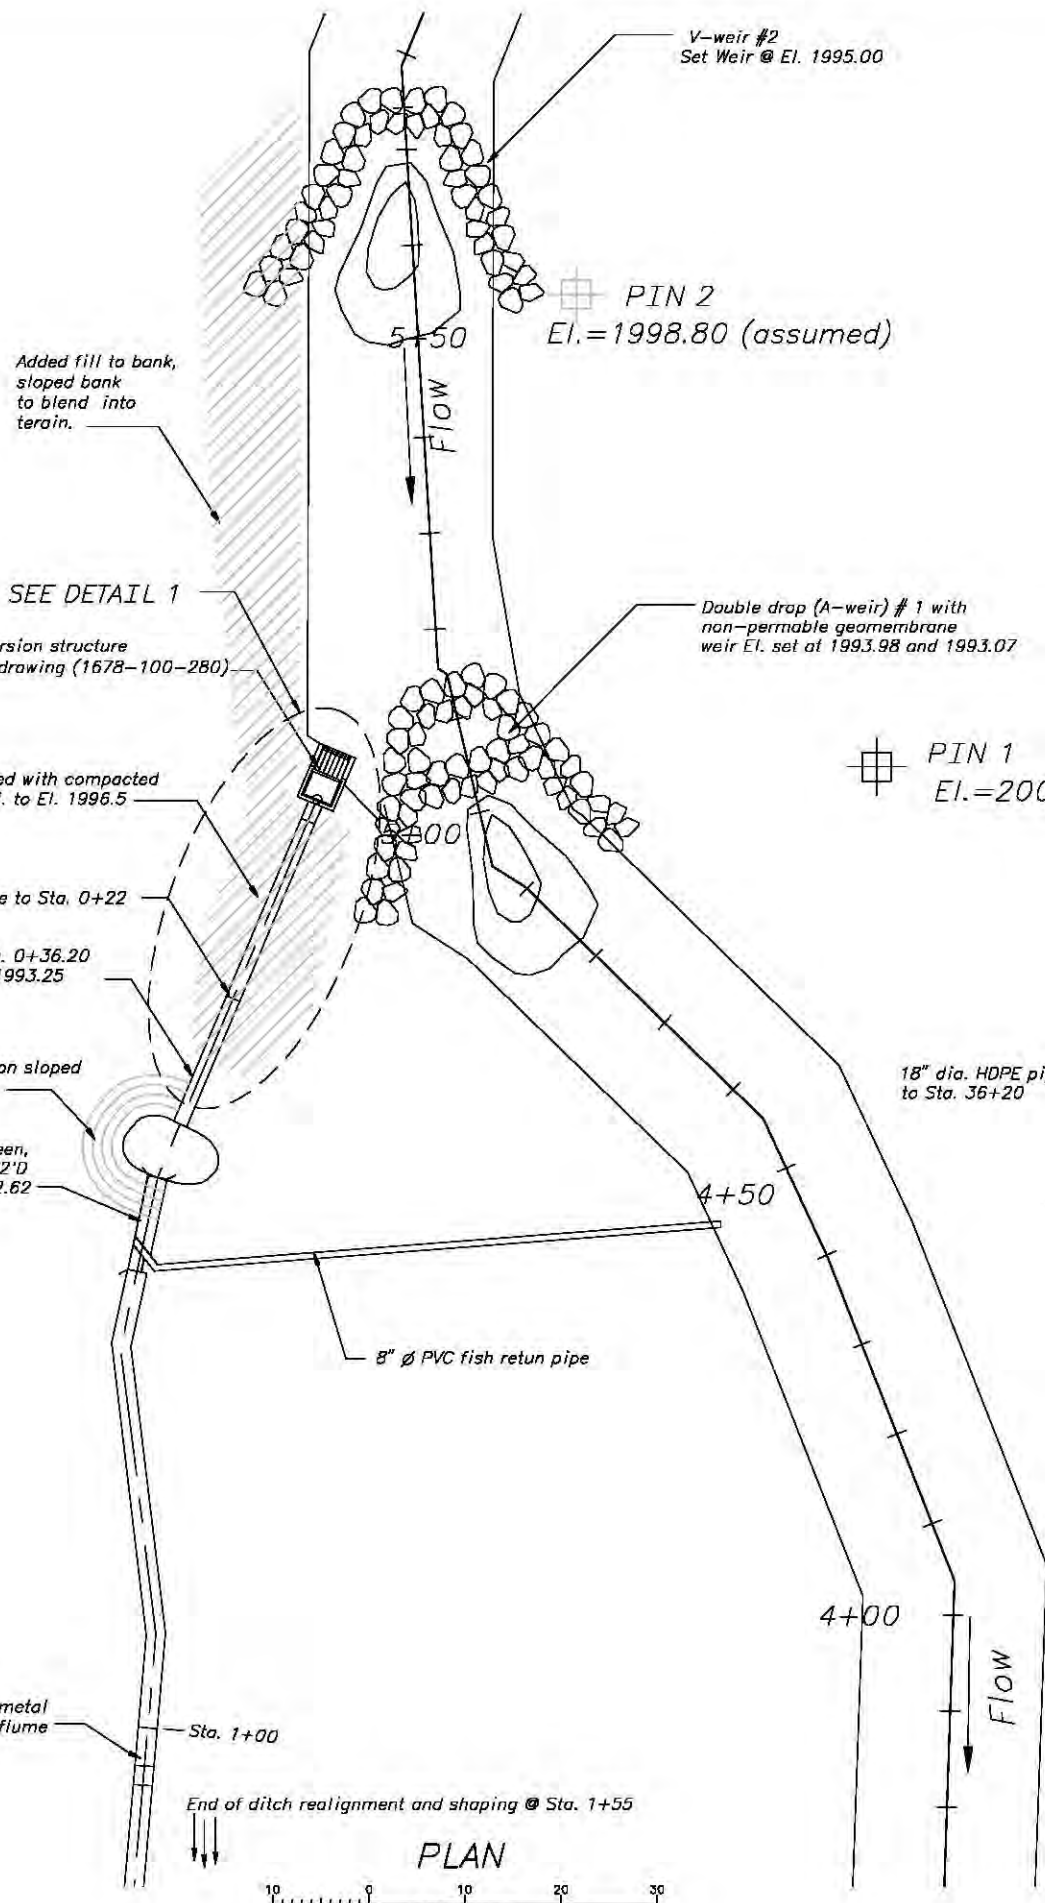 V-weir #2
Set Weir @ El. 1995.00
PIN 2
El.=1998.80 (assumed)
5+50
Flow
Added fill to bank,
sloped bank
to blend into
terain.
SEE DETAIL 1
rsion structure
drawing (1678-100-280)
Double drop (A-weir) # 1 with
non-permable geomembrane
weir El. set at 1993.98 and 1993.07
PIN 1
El.=200
ed with compacted
. to El. 1996.5
+00
e to Sta. 0+22
. 0+36.20
1993.25
on sloped
18" dia. HDPE pi
to Sta. 36+20
een,
2'D
2.62
4+50
8" ø PVC fish retun pipe
4+00
Flow
metal
flume
Sta. 1+00
End of ditch realignment and shaping @ Sta. 1+55
PLAN
10 0 10 20 30